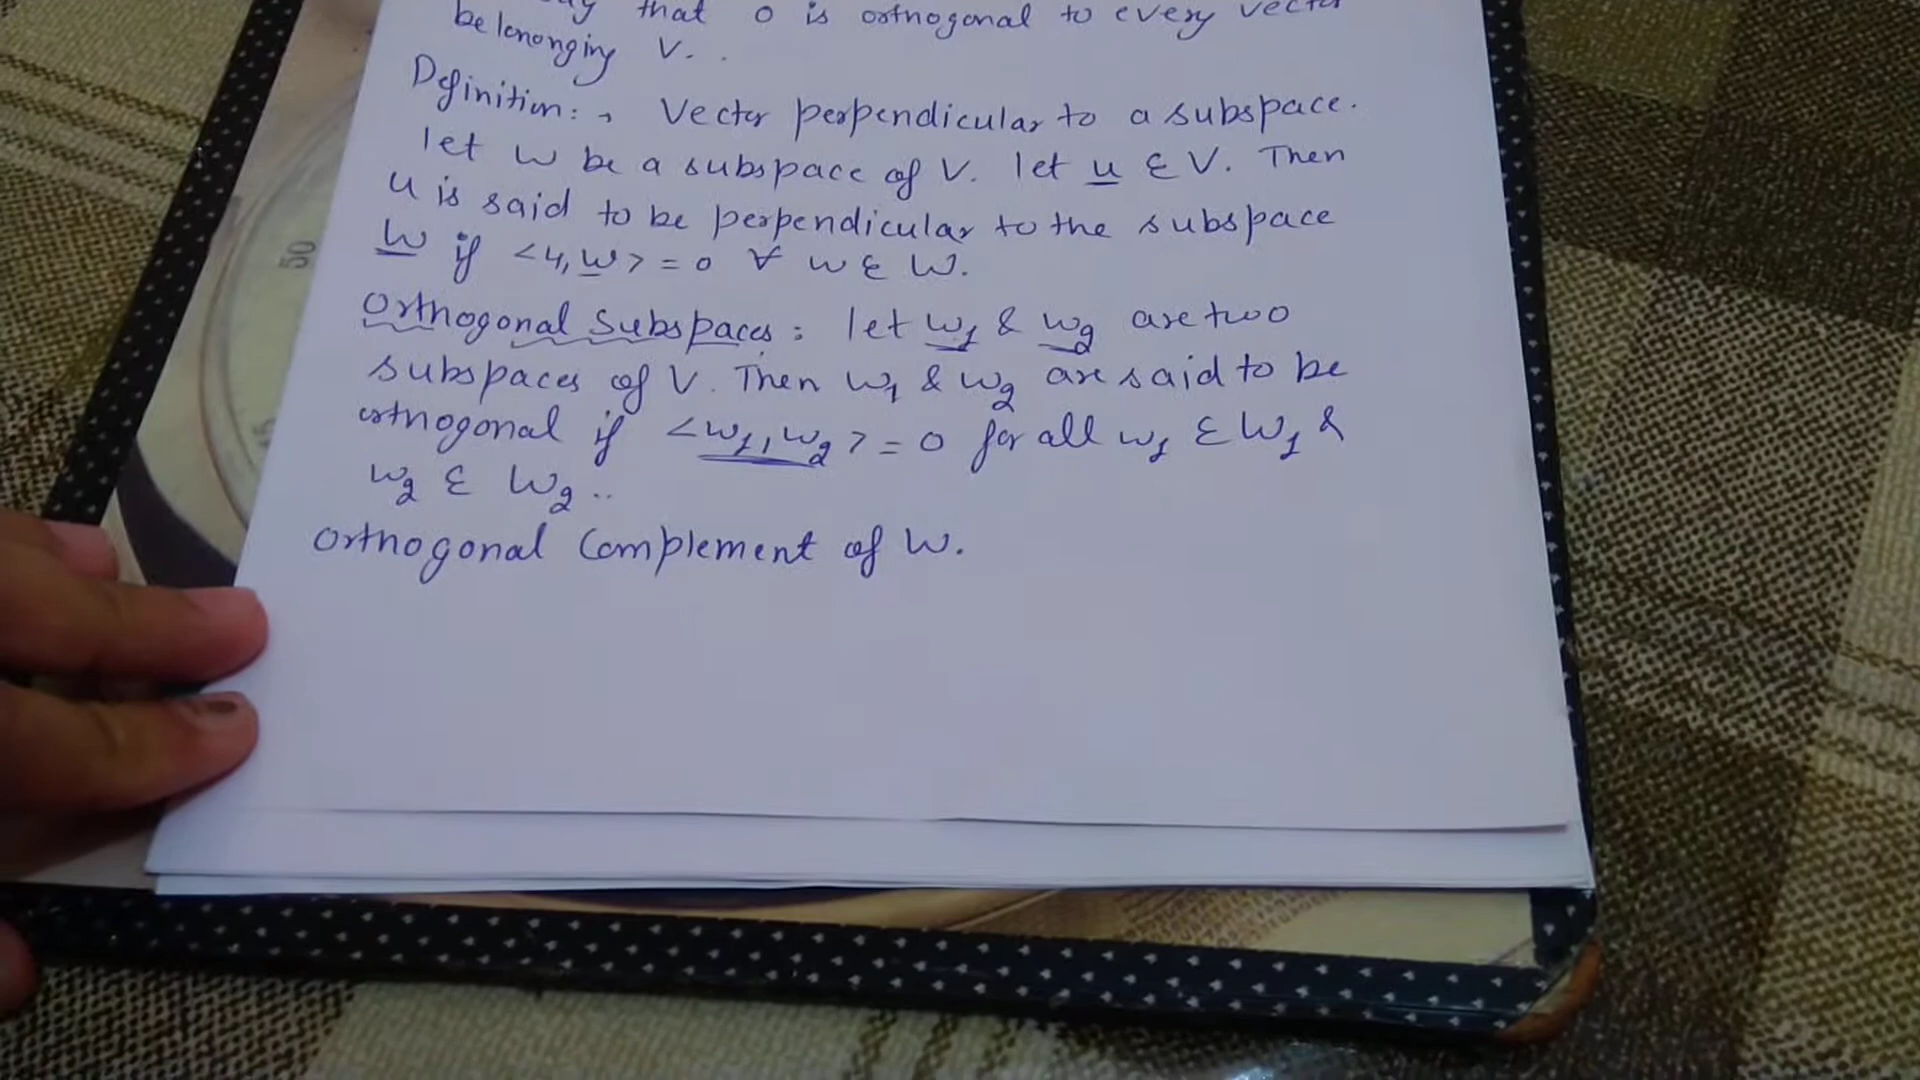 that 0 is orthogonal to every vector
belenonging V.
Definition: → Vector perpendicular to a subspace.
let W be a subspace of V. let u ε V. Then
u is said to be perpendicular to the subspace
W if <u, w> = 0 ∀ w ε W.
Orthogonal Subspaces : let W1 & W2 are two
subspaces of V. Then W1 & W2 are said to be
orthogonal if <w1, w2> = 0 for all w1 ε W1 &
w2 ε W2..
Orthogonal Complement of W.
50